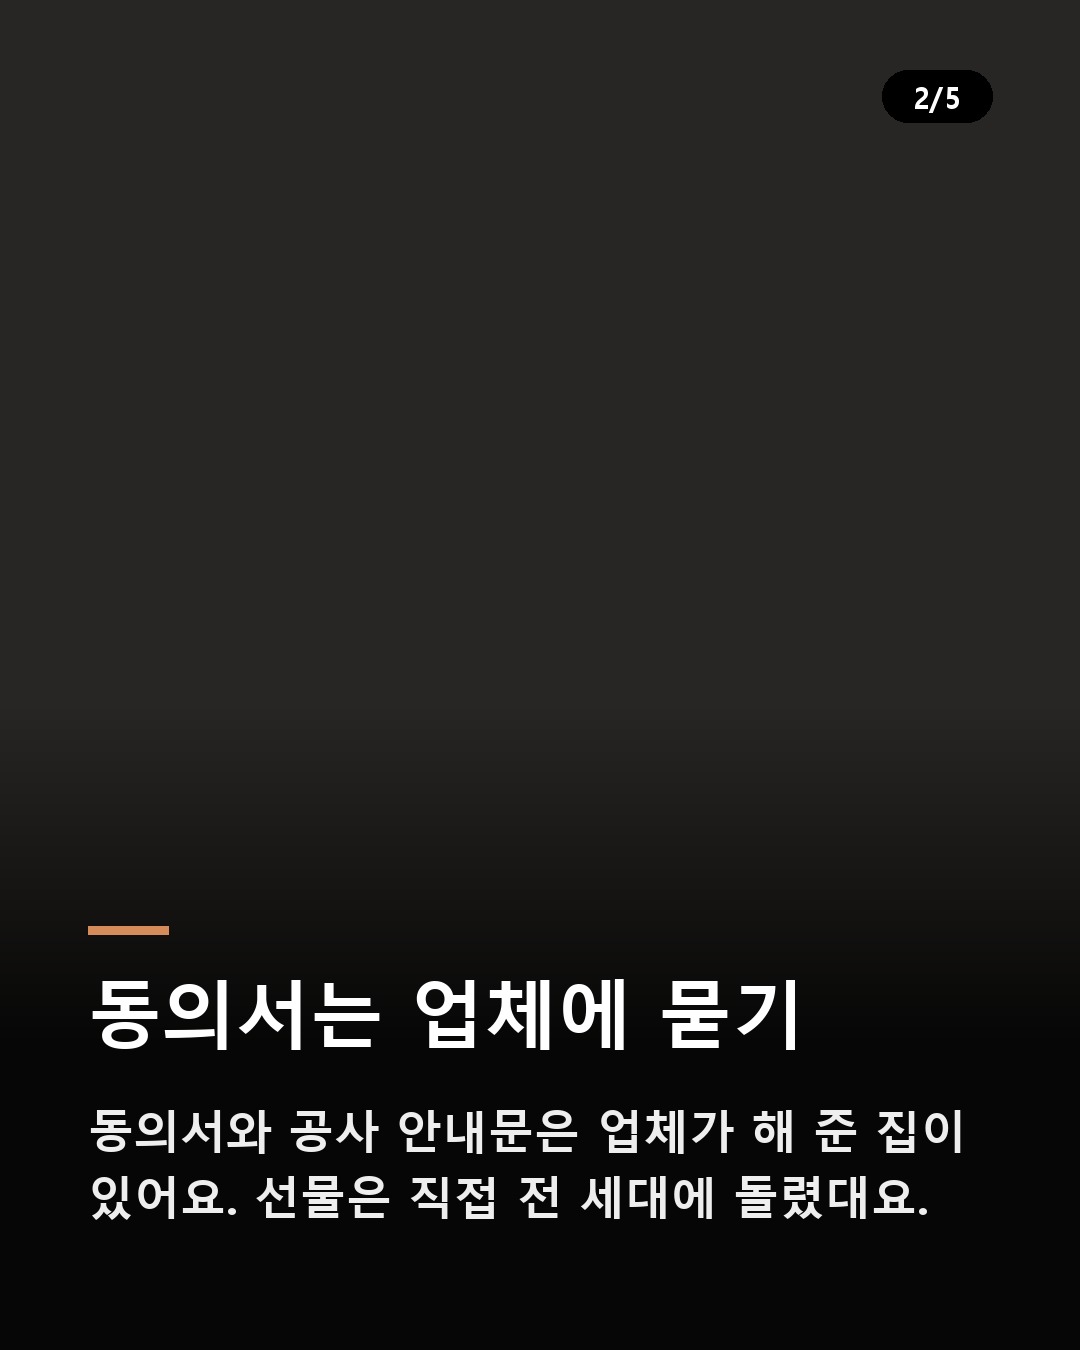 2/5
동의서는 업체에 묻기
동의서와 공사 안내문은 업체가 해 준 집이
있어요. 선물은 직접 전 세대에 돌렸대요.